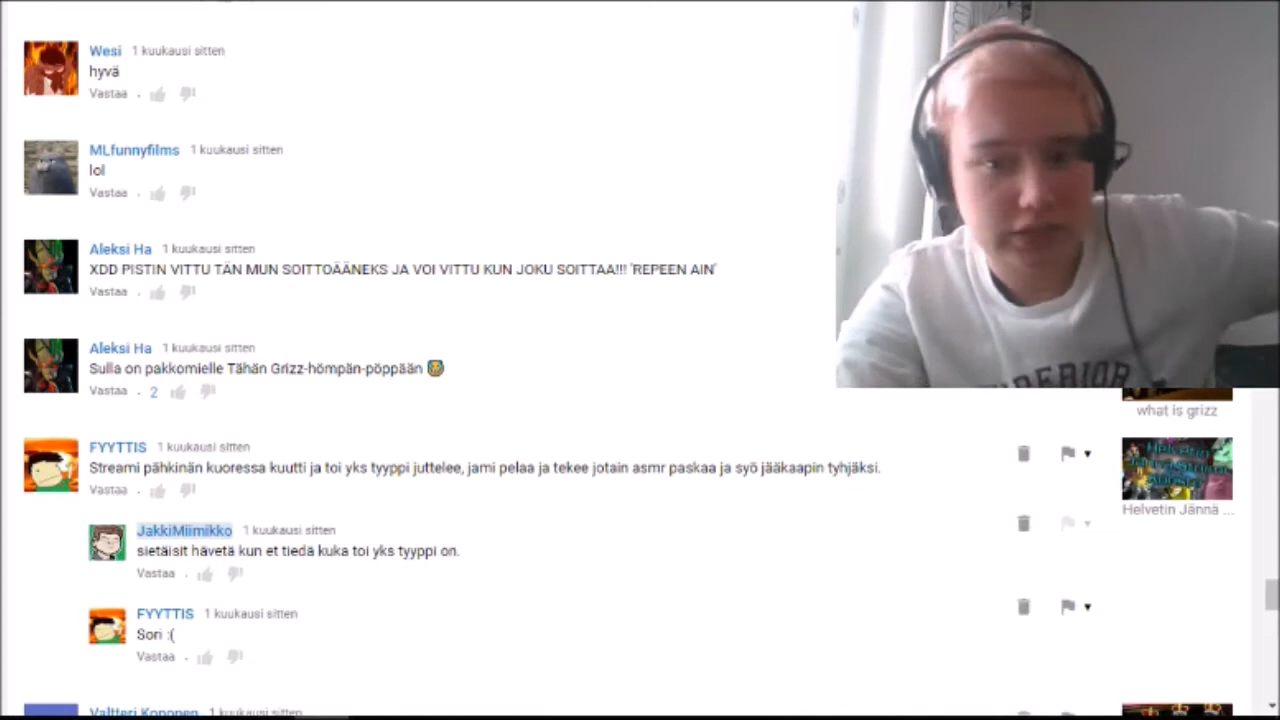 Wesi 1 kuukausi sitten
hyvä
Vastaa
MLfunnyfilms 1 kuukausi sitten
lol
Vastaa
Aleksi Ha 1 kuukausi sitten
XDD PISTIN VITTU TÄN MUN SOITTOÄÄNEKS JA VOI VITTU KUN JOKU SOITTAA!!! 'REPEEN AIN'
Vastaa
Aleksi Ha 1 kuukausi sitten
Sulla on pakkomielle Tähän Grizz-hömpän-pöppään
Vastaa 2
what is grizz
FYYTTIS 1 kuukausi sitten
Streami pähkinän kuoressa kuutti ja toi yks tyyppi juttelee, jami pelaa ja tekee jotain asmr paskaa ja syö jääkaapin tyhjäksi.
Vastaa
Helvetin Jännä ...
JakkiMiimikko 1 kuukausi sitten
sietäisit hävetä kun et tiedä kuka toi yks tyyppi on.
Vastaa
FYYTTIS 1 kuukausi sitten
Sori :(
Vastaa
Valtteri Koponen 1 kuukausi sitten